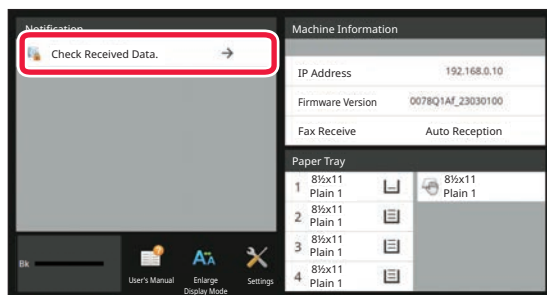 Notification
Check Received Data.
Machine Information
IP Address 192.168.0.10
Firmware Version 0078Q1Af_23030100
Fax Receive Auto Reception
Paper Tray
1 8½x11
Plain 1
8½x11
Plain 1
2 8½x11
Plain 1
3 8½x11
Plain 1
4 8½x11
Plain 1
Bk
User's Manual
Enlarge
Display Mode
Settings